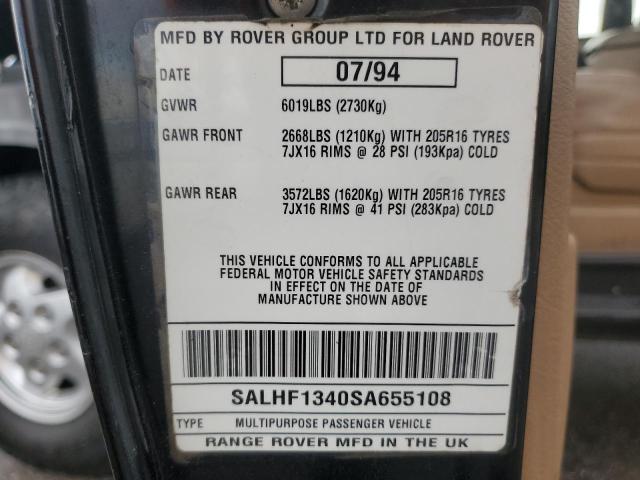 MFD BY ROVER GROUP LTD FOR LAND ROVER
DATE 07/94
GVWR 6019LBS (2730Kg)
GAWR FRONT 2668LBS (1210Kg) WITH 205R16 TYRES
7JX16 RIMS @ 28 PSI (193Kpa) COLD
GAWR REAR 3572LBS (1620Kg) WITH 205R16 TYRES
7JX16 RIMS @ 41 PSI (283Kpa) COLD
THIS VEHICLE CONFORMS TO ALL APPLICABLE
FEDERAL MOTOR VEHICLE SAFETY STANDARDS
IN EFFECT ON THE DATE OF
MANUFACTURE SHOWN ABOVE
SALHF1340SA655108
TYPE MULTIPURPOSE PASSENGER VEHICLE
RANGE ROVER MFD IN THE UK